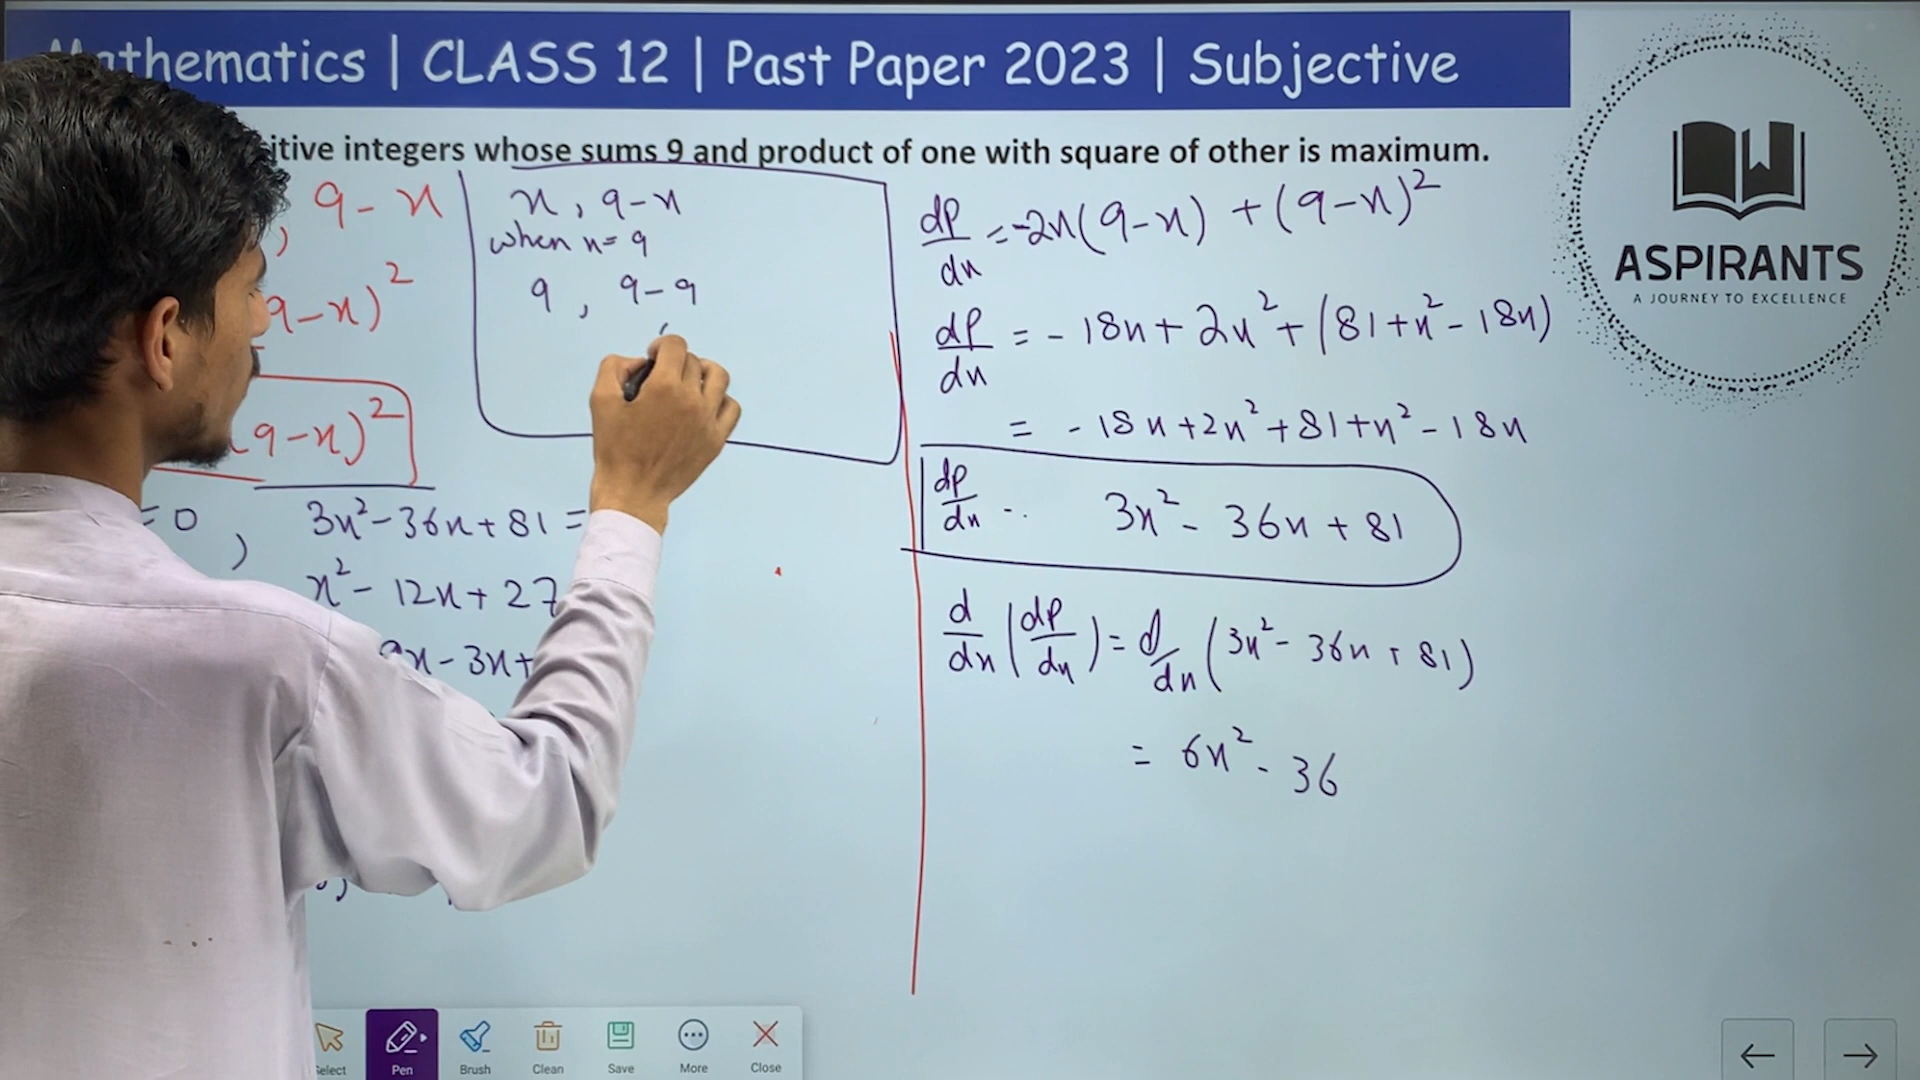 Mathematics | CLASS 12 | Past Paper 2023 | Subjective
itive integers whose sums 9 and product of one with square of other is maximum.
, 9-x
9-x)²
(9-x)²
=0 , 3x²-36x+81=
x²-12x+27
9x-3x+
x, 9-x
when x=9
9, 9-9
dp/dx = -2x(9-x) + (9-x)²
dp/dx = -18x + 2x² + (81+x²-18x)
= -18x+2x²+81+x²-18x
dp/dx .. 3x²-36x+81
d/dx (dp/dx) = d/dx (3x²-36x+81)
= 6x²-36
ASPIRANTS
A JOURNEY TO EXCELLENCE
Select Pen Brush Clean Save More Close